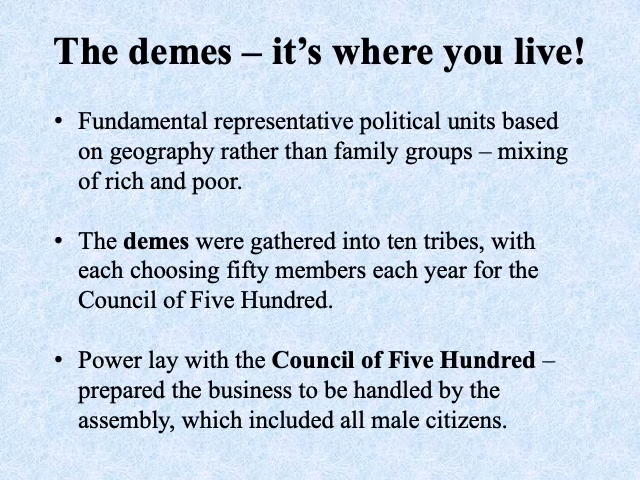 The demes – it’s where you live!
• Fundamental representative political units based
on geography rather than family groups – mixing
of rich and poor.
• The demes were gathered into ten tribes, with
each choosing fifty members each year for the
Council of Five Hundred.
• Power lay with the Council of Five Hundred –
prepared the business to be handled by the
assembly, which included all male citizens.